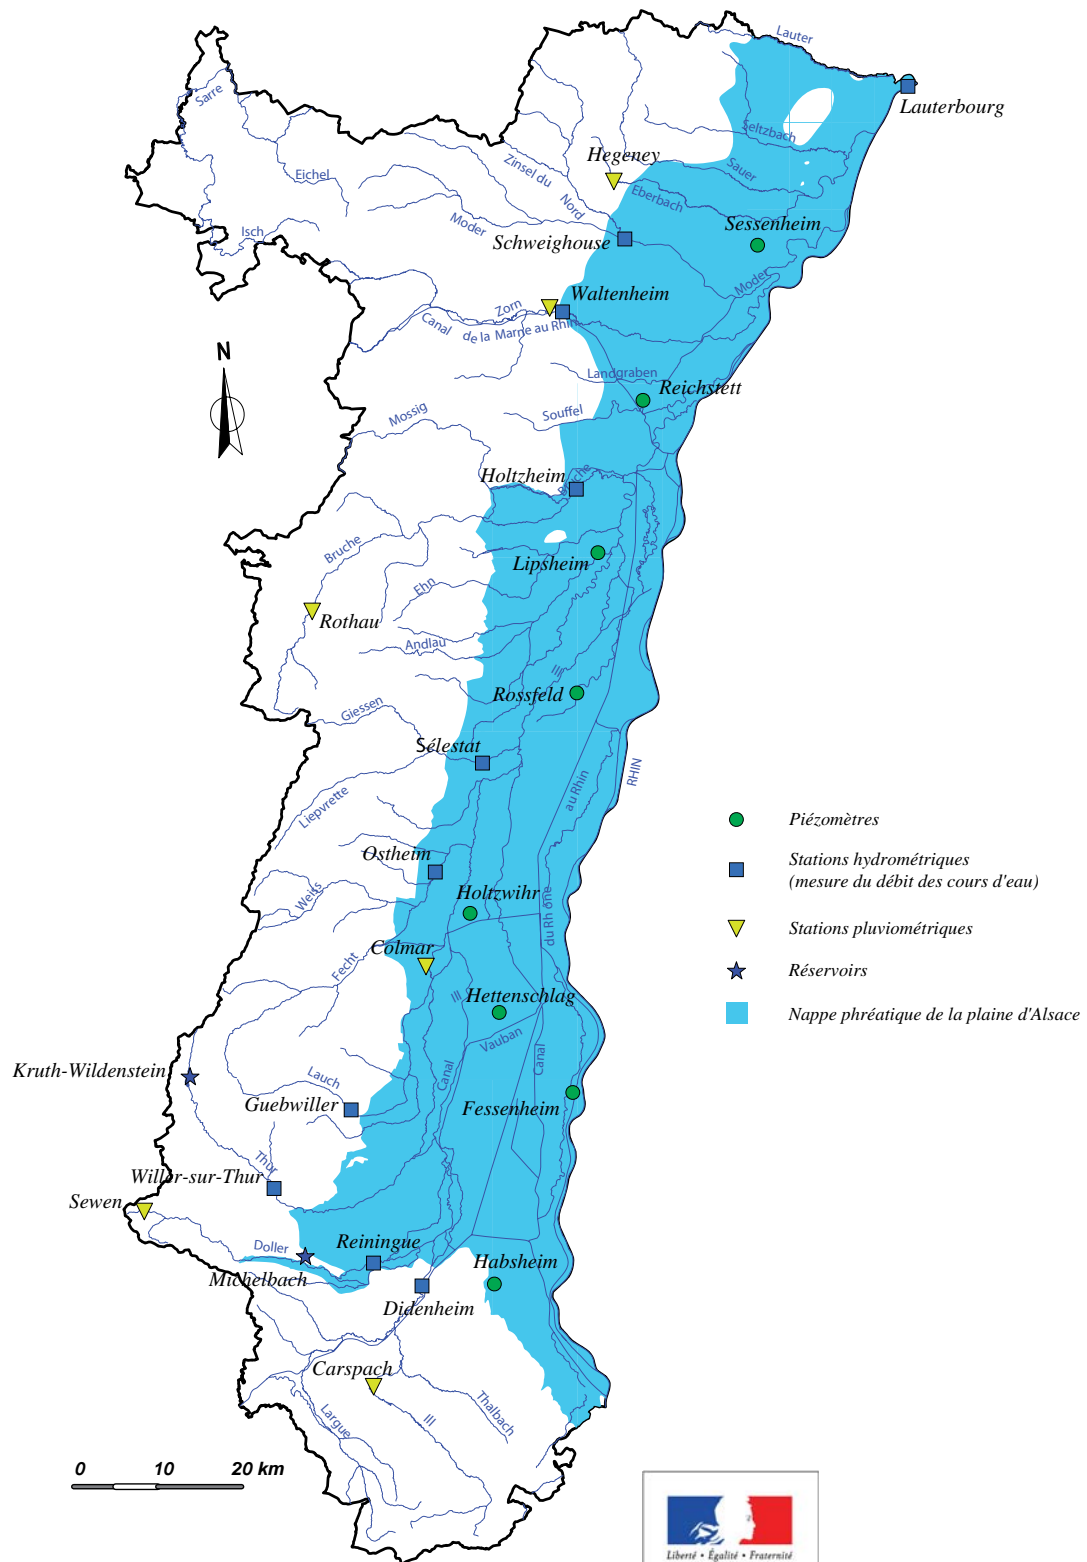 Lauter
Lauterbourg
Sarre
Seltzbach
Hegeney
Zinsel du Nord
Sauer
Eichel
Eberbach
Moder
Sessenheim
Isch
Schweighouse
Moder
Waltenheim
Zorn
Canal de la Marne au Rhin
N
Landgraben
Reichstett
Mossig
Souffel
Holtzheim
Bruche
Bruche
Lipsheim
Ehn
Rothau
Andlau
Ill
Rossfeld
Giessen
Sélestat
RHIN
au Rhin
Liepvrette
Piézomètres
Ostheim
Stations hydrométriques
(mesure du débit des cours d'eau)
Weiss
Holtzwihr
du Rhône
Stations pluviométriques
Colmar
Fecht
Réservoirs
Ill
Hettenschlag
Nappe phréatique de la plaine d'Alsace
Vauban
Canal
Canal
Kruth-Wildenstein
Lauch
Guebwiller
Fessenheim
Thur
Willer-sur-Thur
Sewen
Doller
Reiningue
Habsheim
Michelbach
Didenheim
Carspach
Thalbach
Largue
Ill
0 10 20 km
Liberté • Égalité • Fraternité